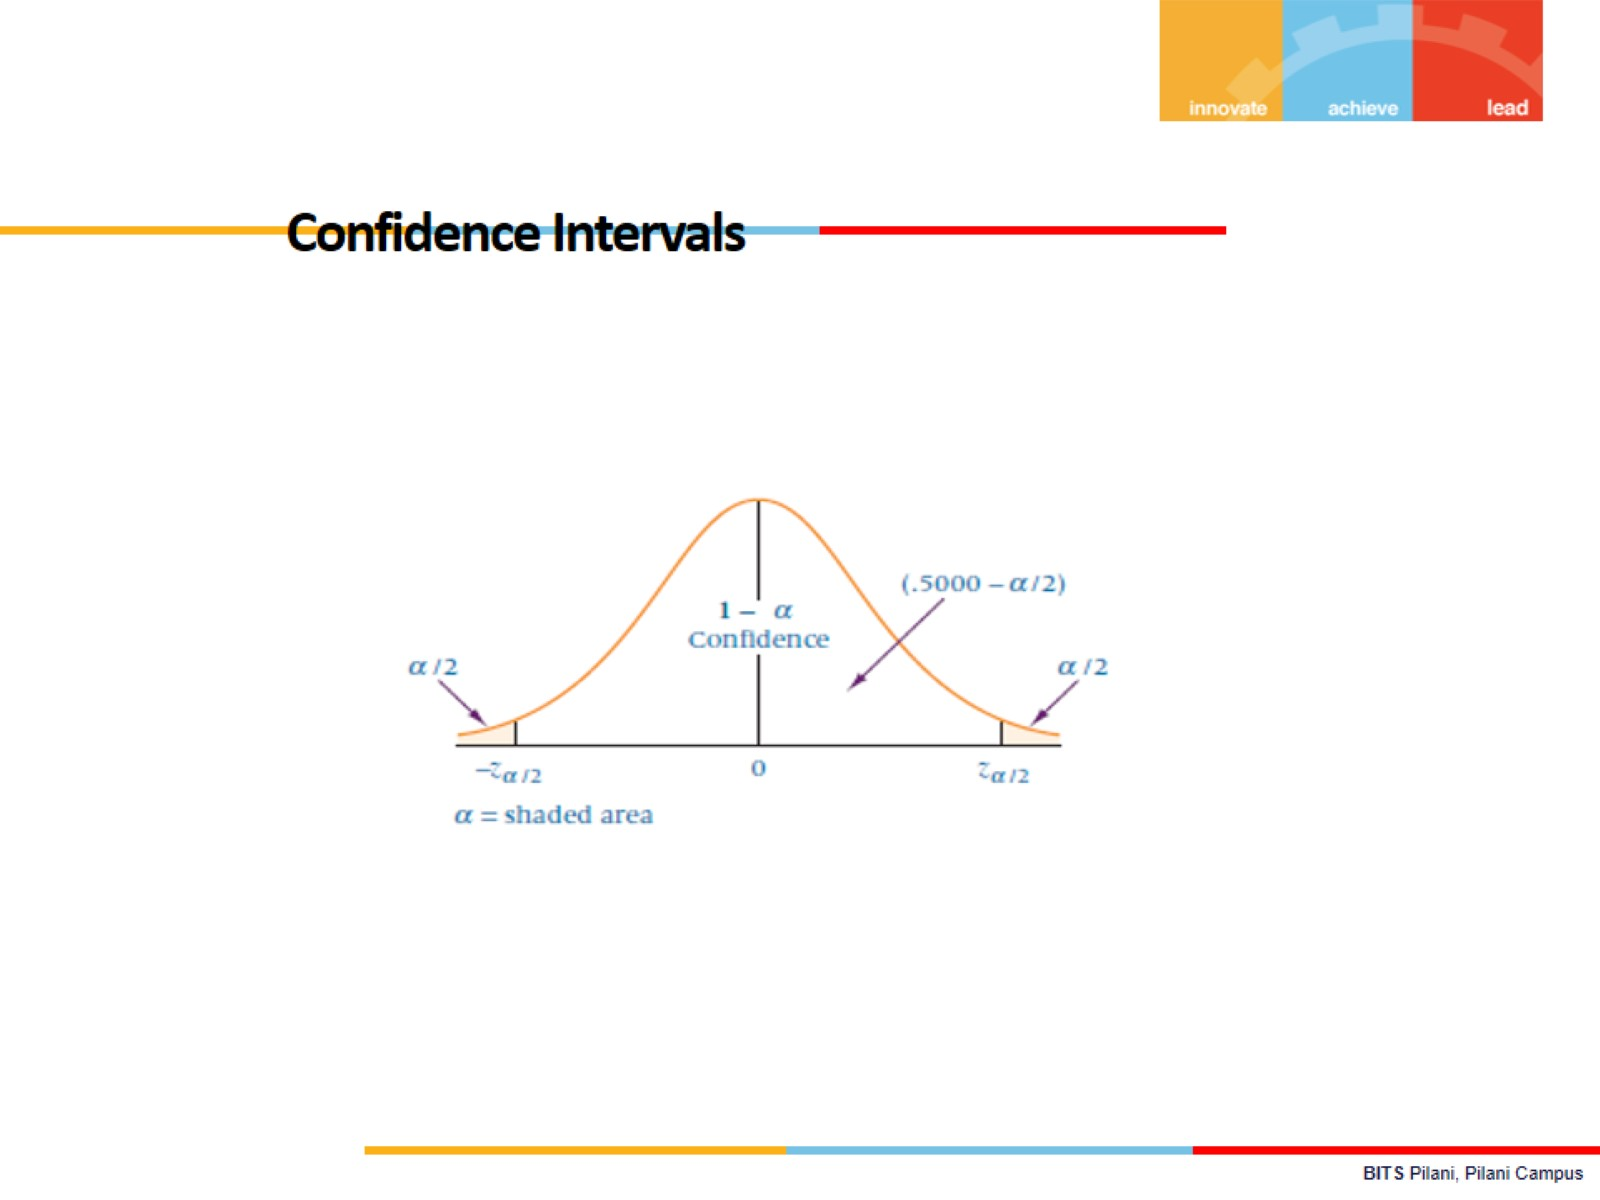 innovate achieve lead
Confidence Intervals
(.5000 – α/2)
1 – α
Confidence
α/2
α/2
–zα/2
0
zα/2
α = shaded area
BITS Pilani, Pilani Campus